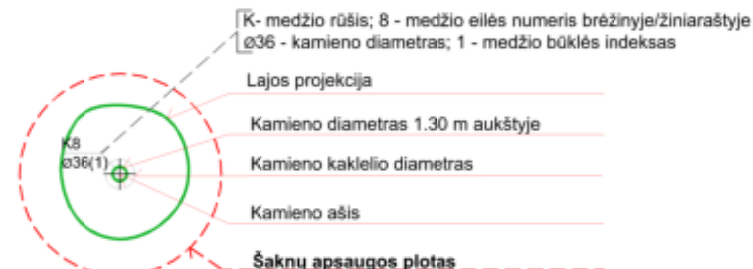 K- medžio rūšis; 8 - medžio eilės numeris brėžinyje/žiniaraštyje
⌀36 - kamieno diametras; 1 - medžio būklės indeksas
Lajos projekcija
Kamieno diametras 1.30 m aukštyje
K8
⌀36(1)
Kamieno kaklelio diametras
Kamieno ašis
Šaknų apsaugos plotas